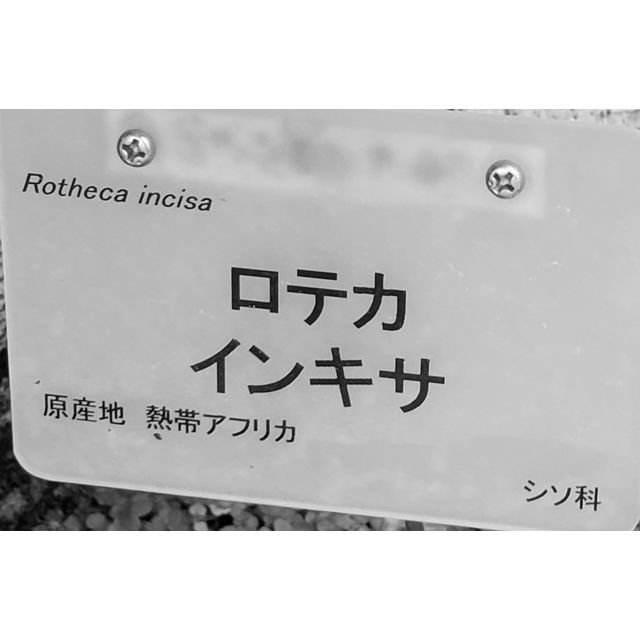 Rotheca incisa
ロテカ
インキサ
原産地 熱帯アフリカ
シソ科